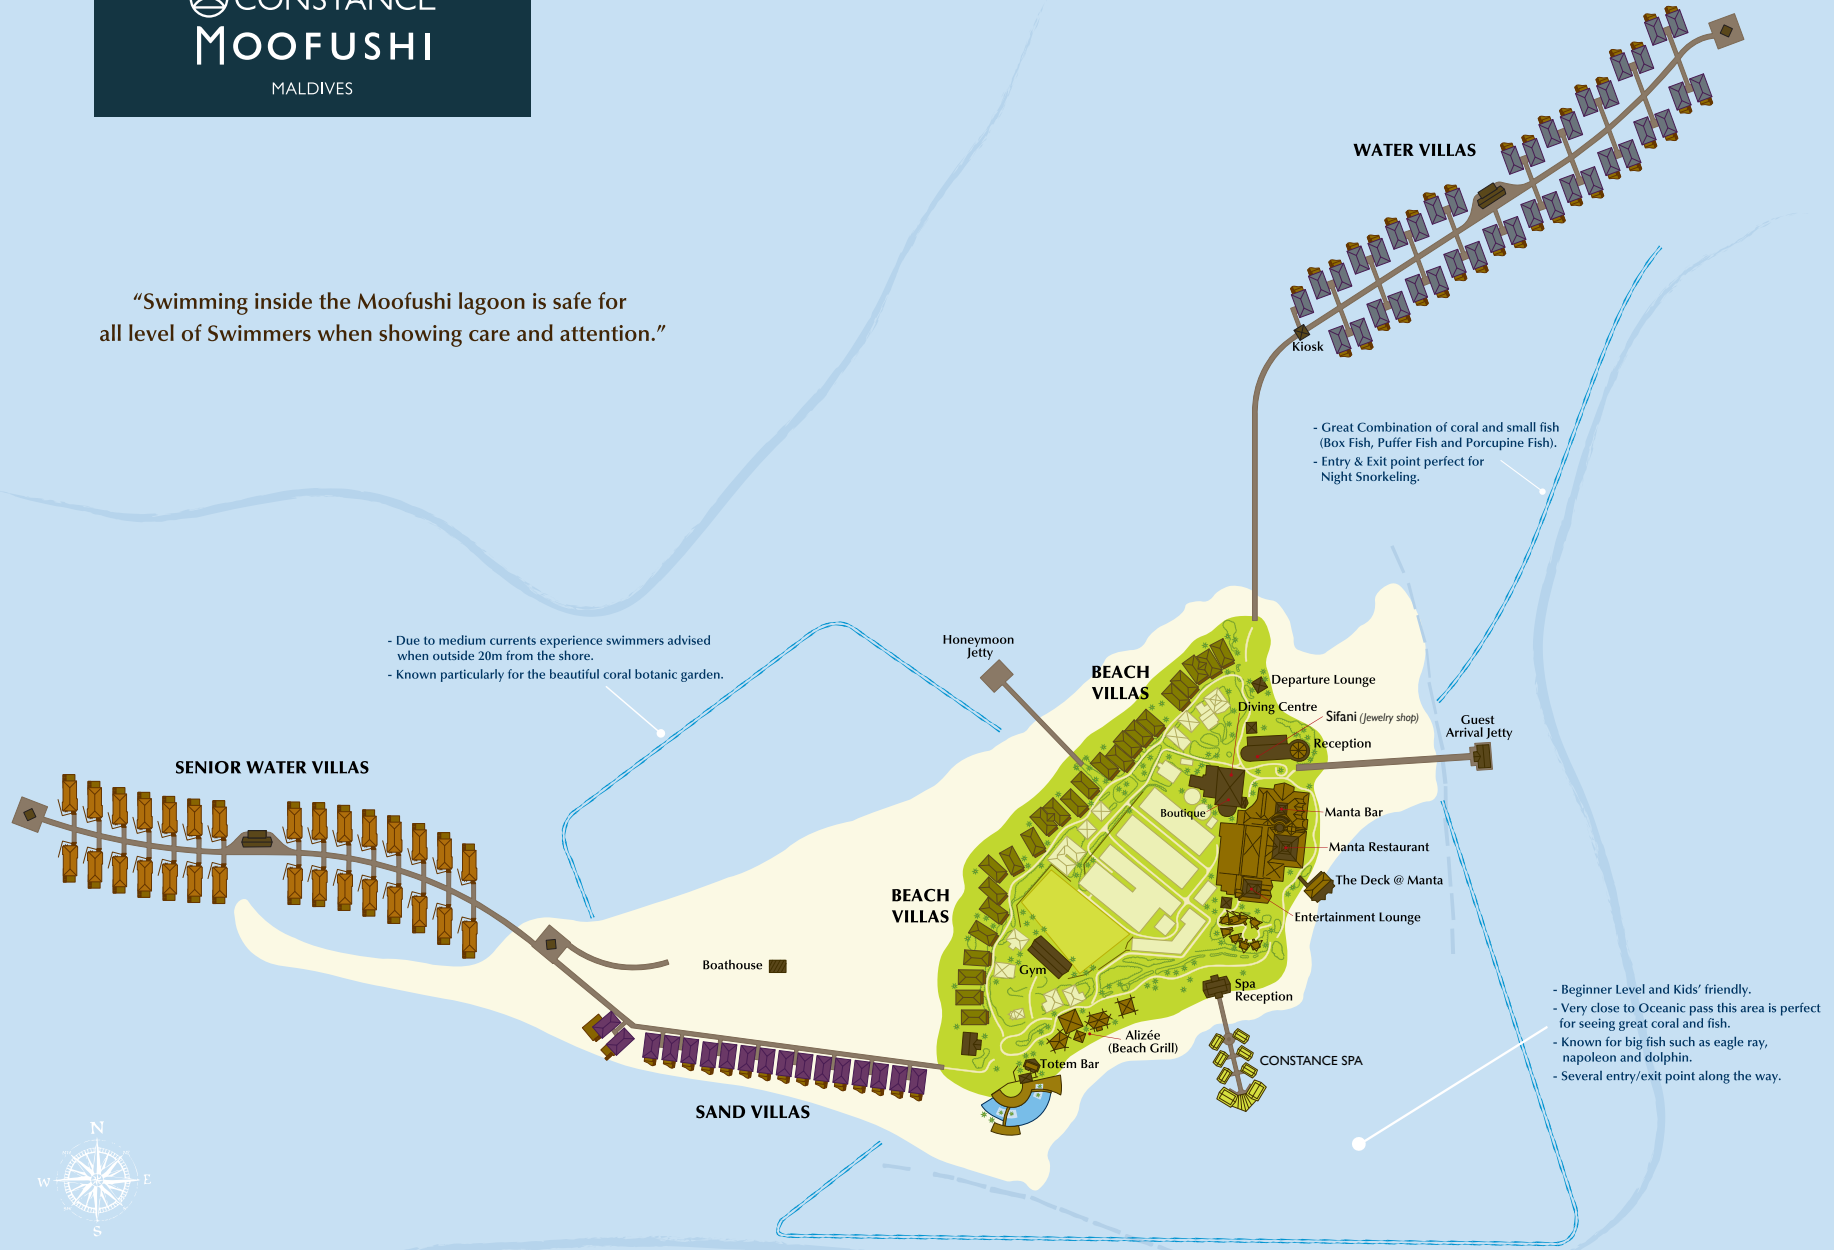 CONSTANCE
MOOFUSHI
MALDIVES
WATER VILLAS
“Swimming inside the Moofushi lagoon is safe for
all level of Swimmers when showing care and attention.”
Kiosk
- Great Combination of coral and small fish
(Box Fish, Puffer Fish and Porcupine Fish).
- Entry & Exit point perfect for
Night Snorkeling.
- Due to medium currents experience swimmers advised
when outside 20m from the shore.
- Known particularly for the beautiful coral botanic garden.
Honeymoon
Jetty
BEACH
VILLAS
Departure Lounge
Diving Centre
Sifani (Jewelry shop)
Guest
Arrival Jetty
Reception
SENIOR WATER VILLAS
Boutique
Manta Bar
Manta Restaurant
The Deck @ Manta
BEACH
VILLAS
Entertainment Lounge
Boathouse
Gym
Spa
Reception
- Beginner Level and Kids’ friendly.
- Very close to Oceanic pass this area is perfect
for seeing great coral and fish.
- Known for big fish such as eagle ray,
napoleon and dolphin.
- Several entry/exit point along the way.
Alizée
(Beach Grill)
Totem Bar
CONSTANCE SPA
SAND VILLAS
N
W
E
S